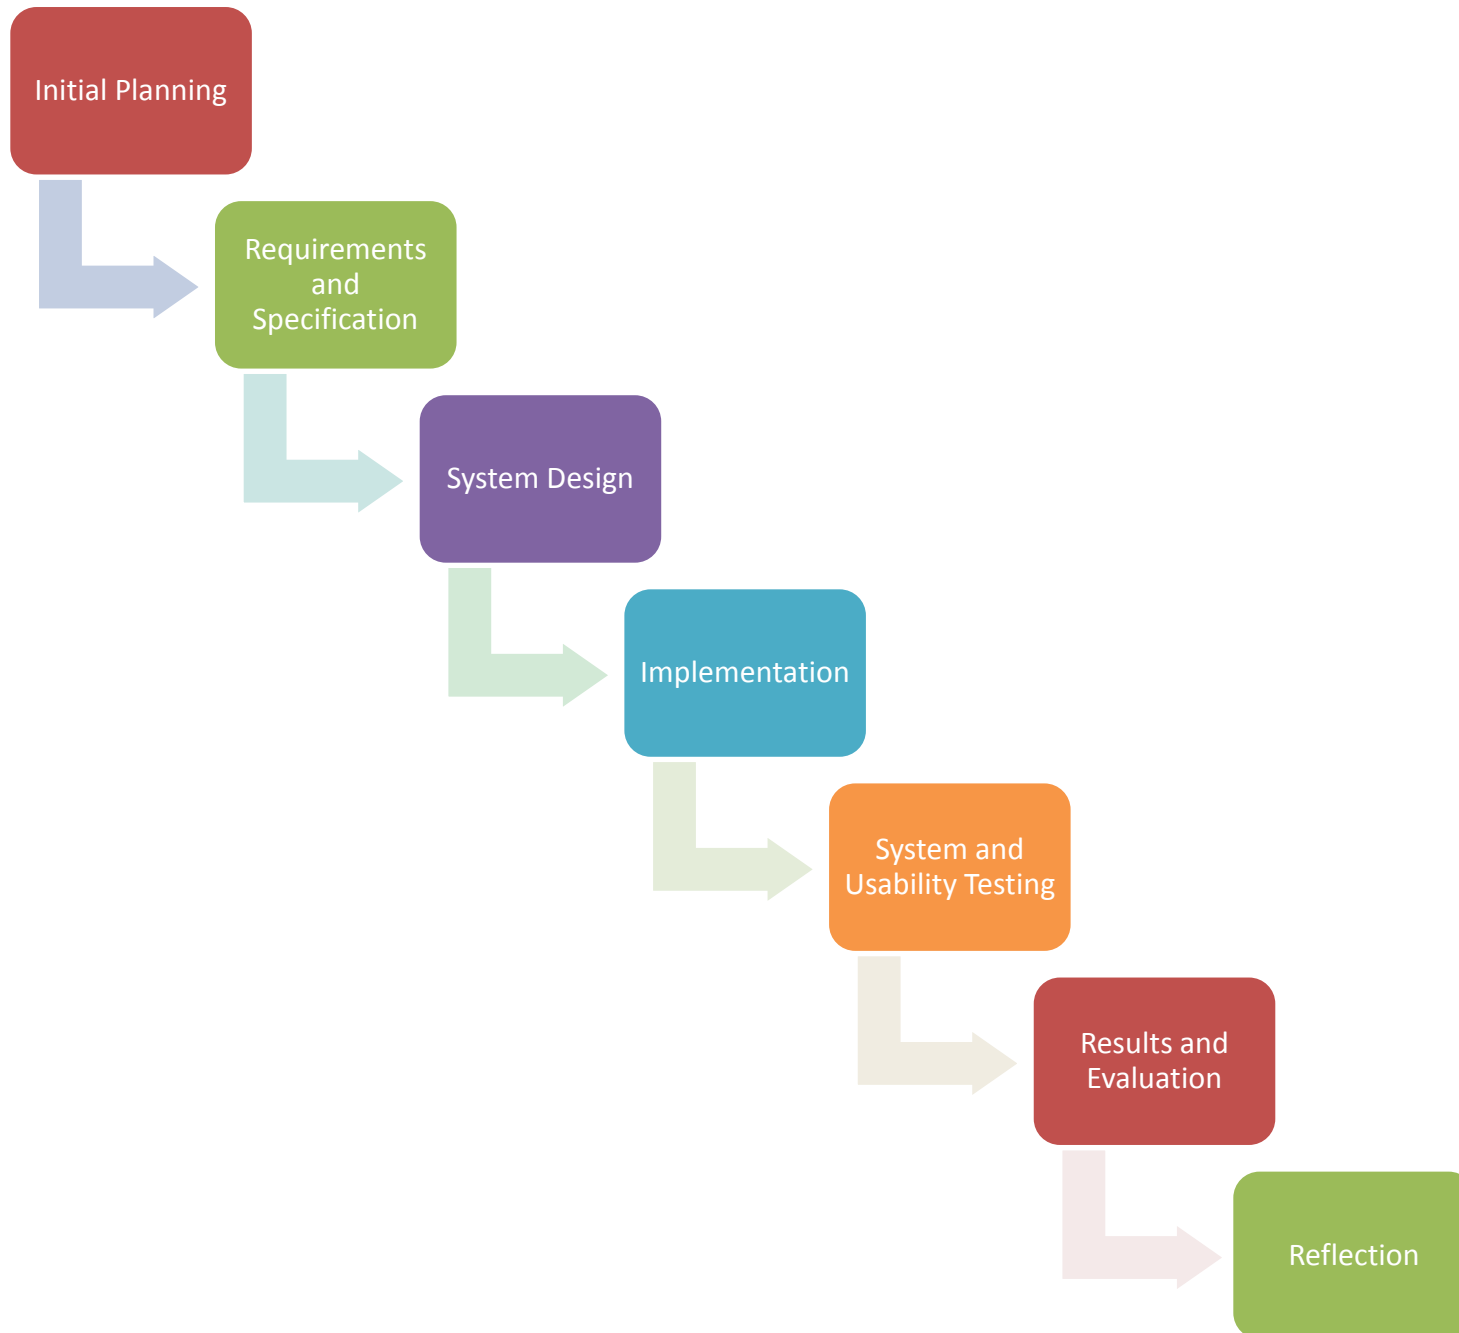 Initial Planning
Requirements
and
Specification
System Design
Implementation
System and
Usability Testing
Results and
Evaluation
Reflection